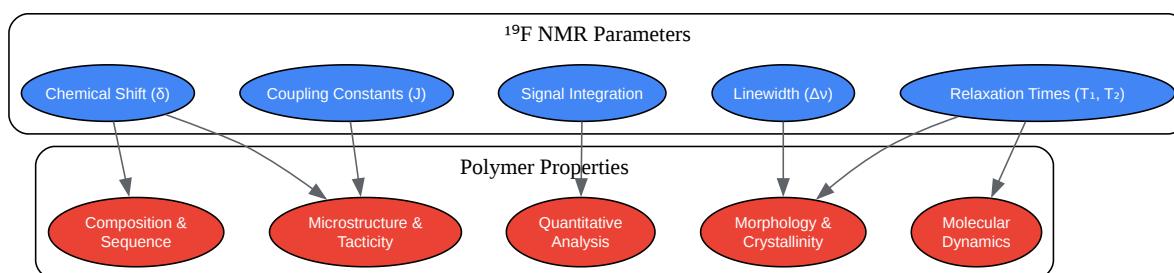 ¹⁹F NMR Parameters
Chemical Shift (δ)
Coupling Constants (J)
Signal Integration
Linewidth (Δν)
Relaxation Times (T₁, T₂)
Polymer Properties
Composition &
Sequence
Microstructure &
Tacticity
Quantitative
Analysis
Morphology &
Crystallinity
Molecular
Dynamics